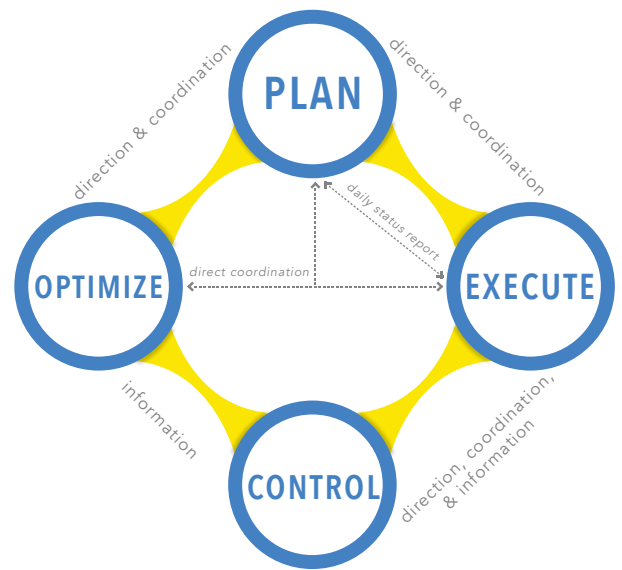 PLAN
direction & coordination
direction & coordination
daily status report
direct coordination
OPTIMIZE
EXECUTE
information
CONTROL
direction, coordination,
& information